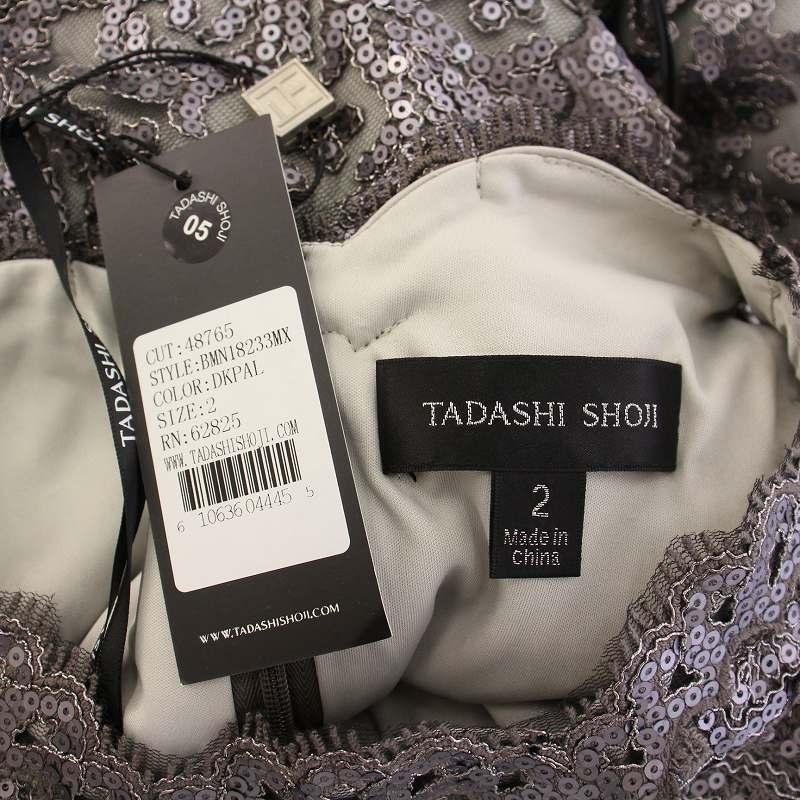 SHOJI
TADASHI SHOJI
05
CUT:48765
STYLE:BMN18233MX
COLOR:DKPAL
SIZE:2
RN:62825
WWW.TADASHISHOJI.COM
6 10636 04445 5
WWW.TADASHISHOJI.COM
TADASHI SHOJI
TADASHI SHOJI
2
Made in
China